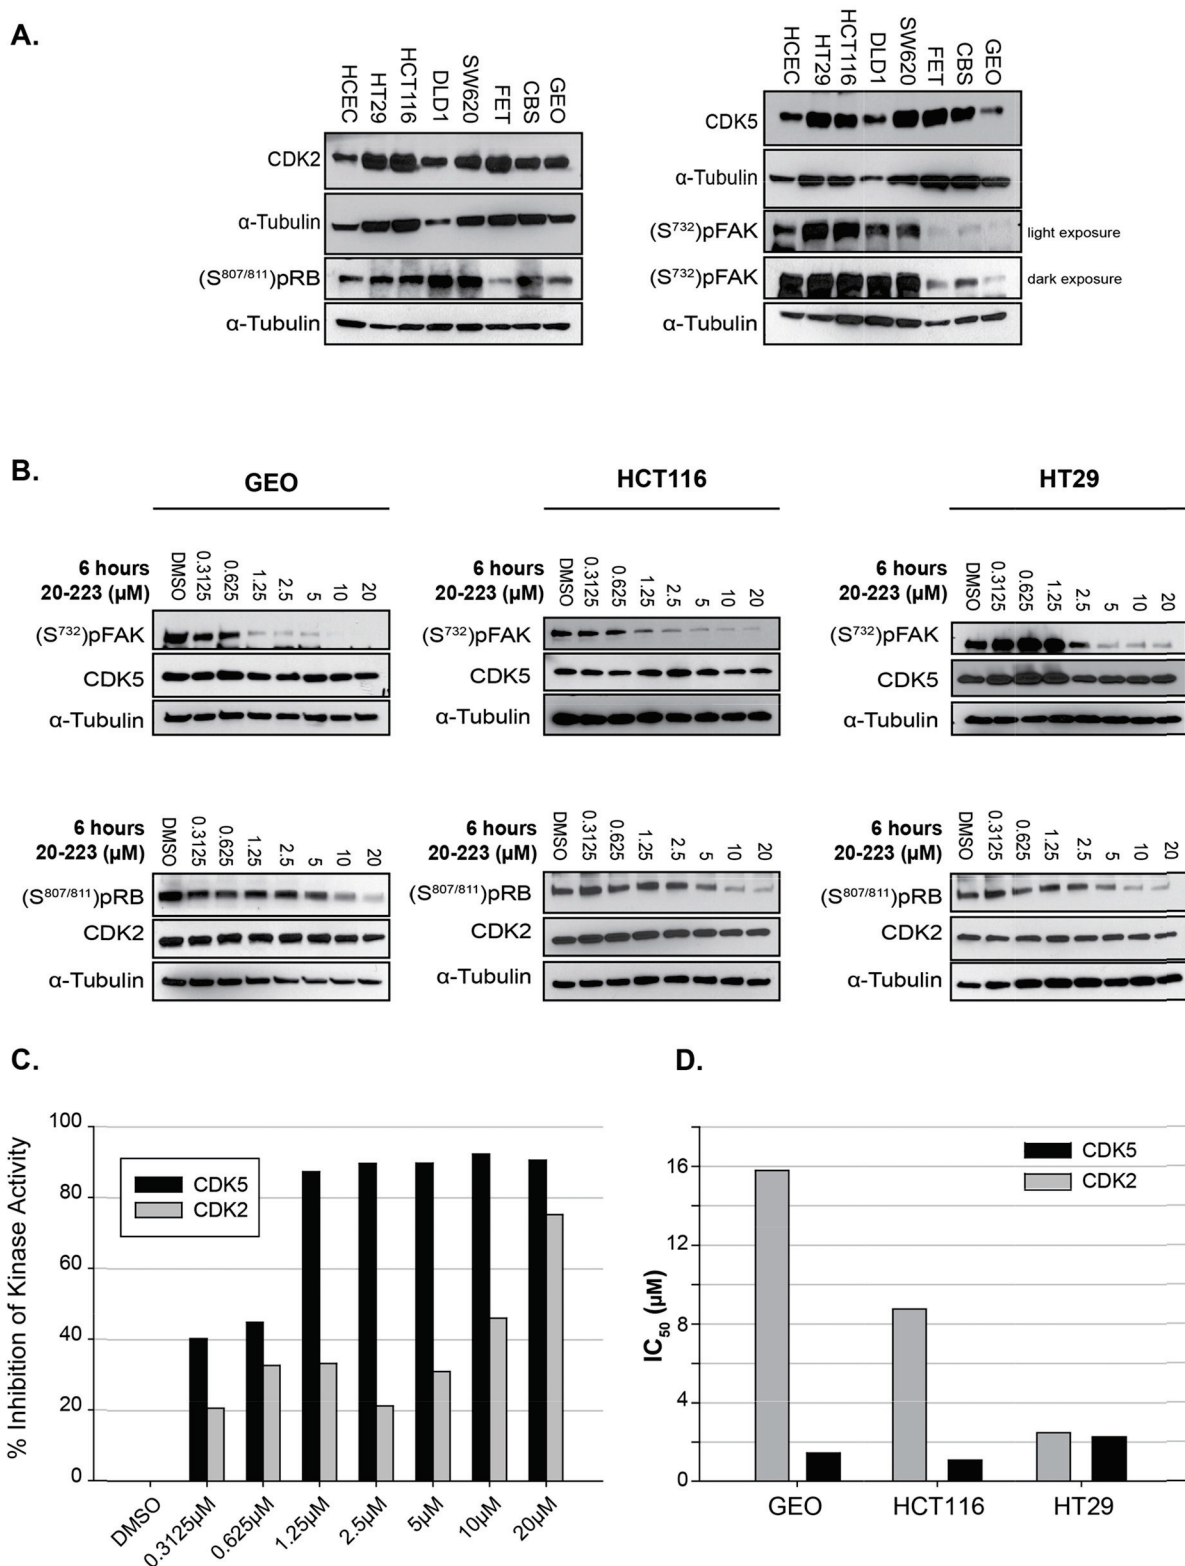 A.
HCEC HT29 HCT116 DLD1 SW620 FET CBS GEO
CDK2
α-Tubulin
(S807/811)pRB
α-Tubulin
HCEC HT29 HCT116 DLD1 SW620 FET CBS GEO
CDK5
α-Tubulin
(S732)pFAK light exposure
(S732)pFAK dark exposure
α-Tubulin
B.
GEO
6 hours
20-223 (µM)
DMSO 0.3125 0.625 1.25 2.5 5 10 20
(S732)pFAK
CDK5
α-Tubulin
HCT116
6 hours
20-223 (µM)
DMSO 0.3125 0.625 1.25 2.5 5 10 20
(S732)pFAK
CDK5
α-Tubulin
HT29
6 hours
20-223 (µM)
DMSO 0.3125 0.625 1.25 2.5 5 10 20
(S732)pFAK
CDK5
α-Tubulin
6 hours
20-223 (µM)
DMSO 0.3125 0.625 1.25 2.5 5 10 20
(S807/811)pRB
CDK2
α-Tubulin
6 hours
20-223 (µM)
DMSO 0.3125 0.625 1.25 2.5 5 10 20
(S807/811)pRB
CDK2
α-Tubulin
6 hours
20-223 (µM)
DMSO 0.3125 0.625 1.25 2.5 5 10 20
(S807/811)pRB
CDK2
α-Tubulin
C.
% Inhibition of Kinase Activity
100
80
60
40
20
0
CDK5
CDK2
DMSO 0.3125µM 0.625µM 1.25µM 2.5µM 5µM 10µM 20µM
D.
IC50 (µM)
16
12
8
4
0
CDK5
CDK2
GEO HCT116 HT29